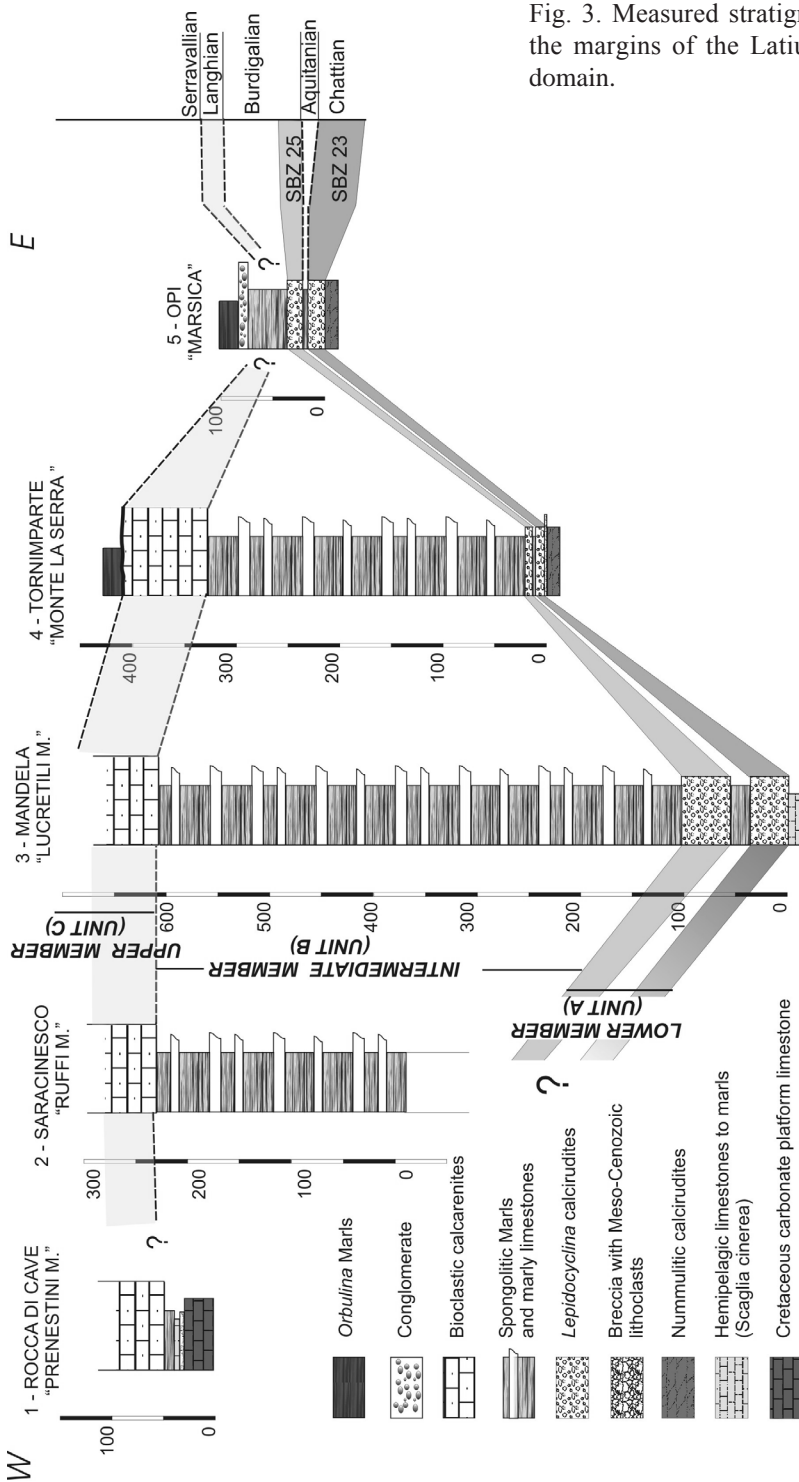 Fig. 3. Measured stratigr
the margins of the Latiu
domain.
W
E
1 - ROCCA DI CAVE
"PRENESTINI M."
100
0
?
2 - SARACINESCO
"RUFFI M."
300
200
100
0
3 - MANDELA
"LUCRETILI M."
600
500
400
300
200
100
0
UPPER MEMBER
(UNIT C)
INTERMEDIATE MEMBER
(UNIT B)
LOWER MEMBER
(UNIT A)
?
4 - TORNIMPARTE
"MONTE LA SERRA "
400
300
200
100
0
5 - OPI
"MARSICA"
100
0
?
?
Serravallian
Langhian
Burdigalian
Aquitanian
Chattian
SBZ 25
SBZ 23
Orbulina Marls
Conglomerate
Bioclastic calcarenites
Spongolitic Marls
and marly limestones
Lepidocyclina calcirudites
Breccia with Meso-Cenozoic
lithoclasts
Nummulitic calcirudites
Hemipelagic limestones to marls
(Scaglia cinerea)
Cretaceous carbonate platform limestone